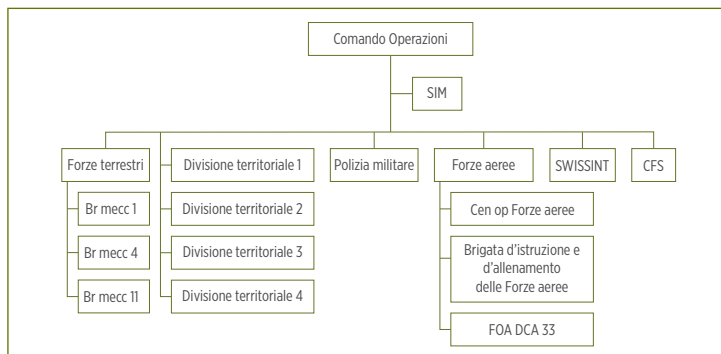 Comando Operazioni
SIM
Forze terrestri
Divisione territoriale 1
Polizia militare
Forze aeree
SWISSINT
CFS
Br mecc 1
Divisione territoriale 2
Cen op Forze aeree
Br mecc 4
Divisione territoriale 3
Brigata d'istruzione e
d'allenamento
delle Forze aeree
Br mecc 11
Divisione territoriale 4
FOA DCA 33